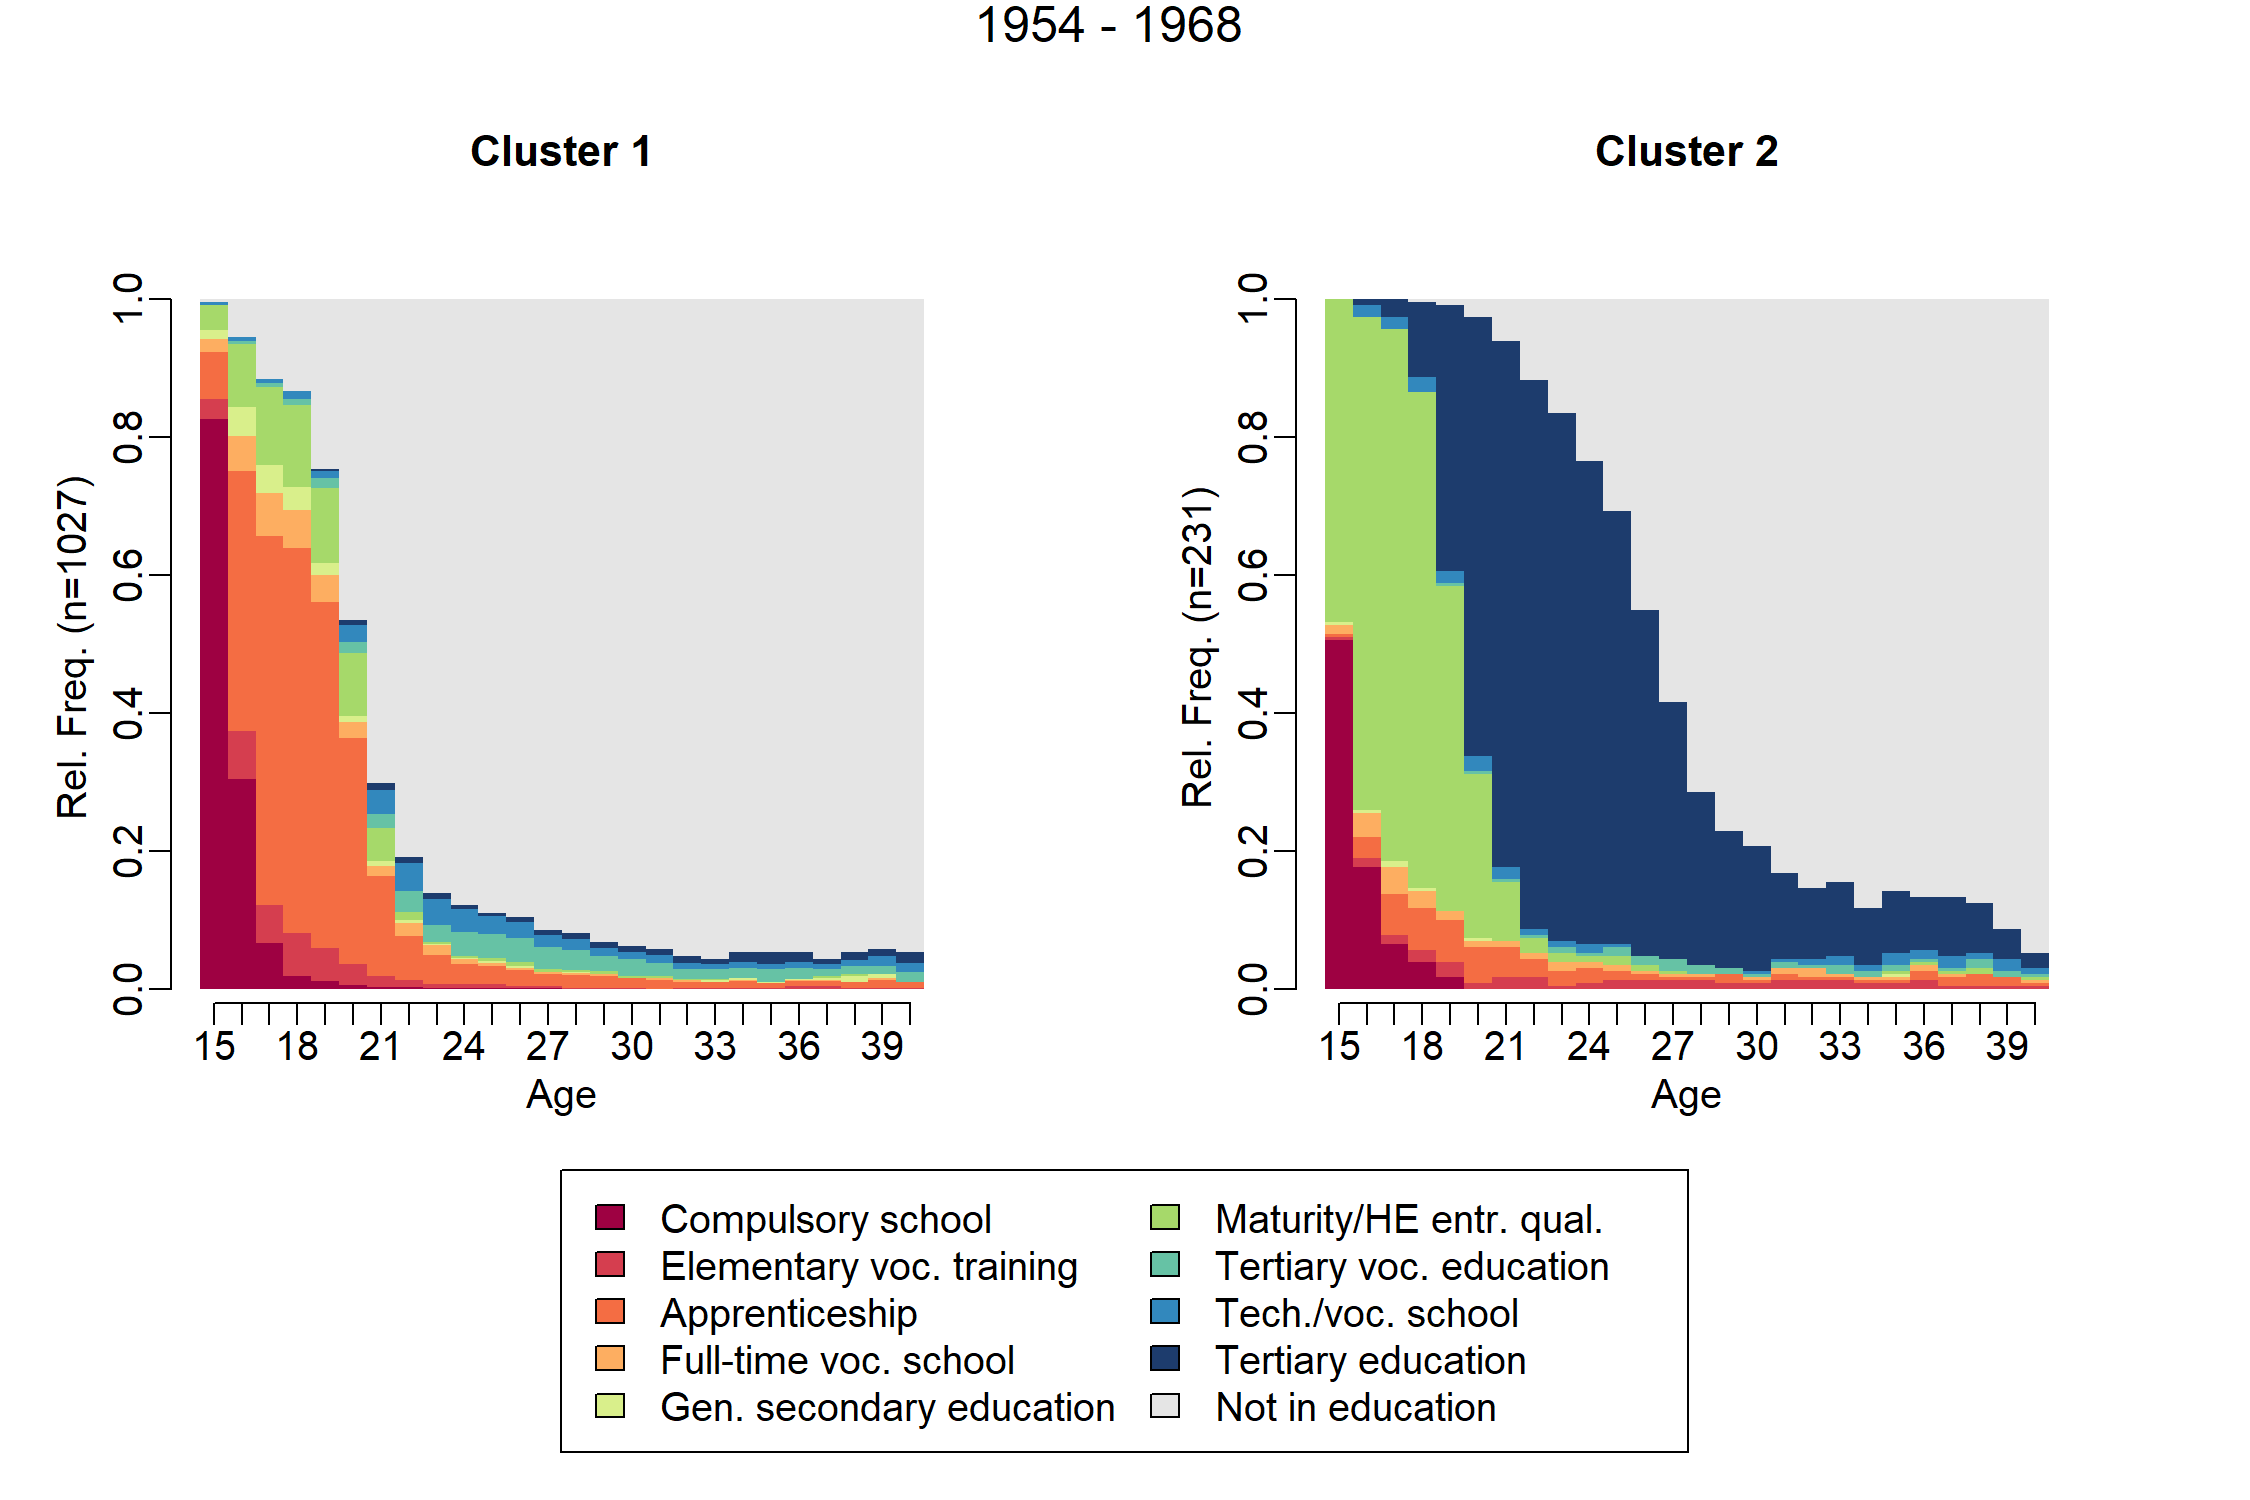 1954 - 1968
Cluster 1
Cluster 2
Rel. Freq. (n=1027)
1.0
0.8
0.6
0.4
0.2
0.0
15 18 21 24 27 30 33 36 39
Age
Rel. Freq. (n=231)
1.0
0.8
0.6
0.4
0.2
0.0
15 18 21 24 27 30 33 36 39
Age
Compulsory school
Elementary voc. training
Apprenticeship
Full-time voc. school
Gen. secondary education
Maturity/HE entr. qual.
Tertiary voc. education
Tech./voc. school
Tertiary education
Not in education